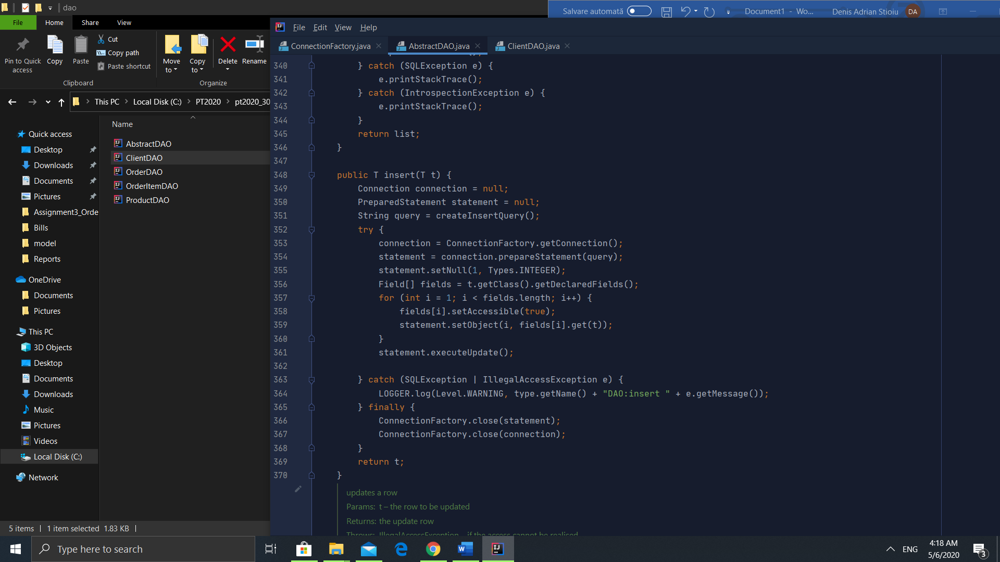 dao
File Home Share View
Pin to Quick access
Copy
Paste
Cut
Copy path
Paste shortcut
Clipboard
Move to
Copy to
Delete
Rename
Organize
This PC > Local Disk (C:) > PT2020 > pt2020_30
Name
AbstractDAO
ClientDAO
OrderDAO
OrderItemDAO
ProductDAO
Quick access
Desktop
Downloads
Documents
Pictures
Assignment3_Orde
Bills
model
Reports
OneDrive
Documents
Pictures
This PC
3D Objects
Desktop
Documents
Downloads
Music
Pictures
Videos
Local Disk (C:)
Network
5 items | 1 item selected 1.83 KB |
Salvare automată
Document1 - Wo...
Denis Adrian Stioiu DA
File Edit View Help
ConnectionFactory.java
AbstractDAO.java
ClientDAO.java
340 } catch (SQLException e) {
341 e.printStackTrace();
342 } catch (IntrospectionException e) {
343 e.printStackTrace();
344 }
345 return list;
346 }
347
348 public T insert(T t) {
349 Connection connection = null;
350 PreparedStatement statement = null;
351 String query = createInsertQuery();
352 try {
353 connection = ConnectionFactory.getConnection();
354 statement = connection.prepareStatement(query);
355 statement.setNull(1, Types.INTEGER);
356 Field[] fields = t.getClass().getDeclaredFields();
357 for (int i = 1; i < fields.length; i++) {
358 fields[i].setAccessible(true);
359 statement.setObject(i, fields[i].get(t));
360 }
361 statement.executeUpdate();
362
363 } catch (SQLException | IllegalAccessException e) {
364 LOGGER.log(Level.WARNING, type.getName() + "DAO:insert " + e.getMessage());
365 } finally {
366 ConnectionFactory.close(statement);
367 ConnectionFactory.close(connection);
368 }
369 return t;
370 }
updates a row
Params: t – the row to be updated
Returns: the update row
Throws: IllegalAccessException – if the access cannot be realised
Type here to search
ENG
4:18 AM
5/6/2020
3